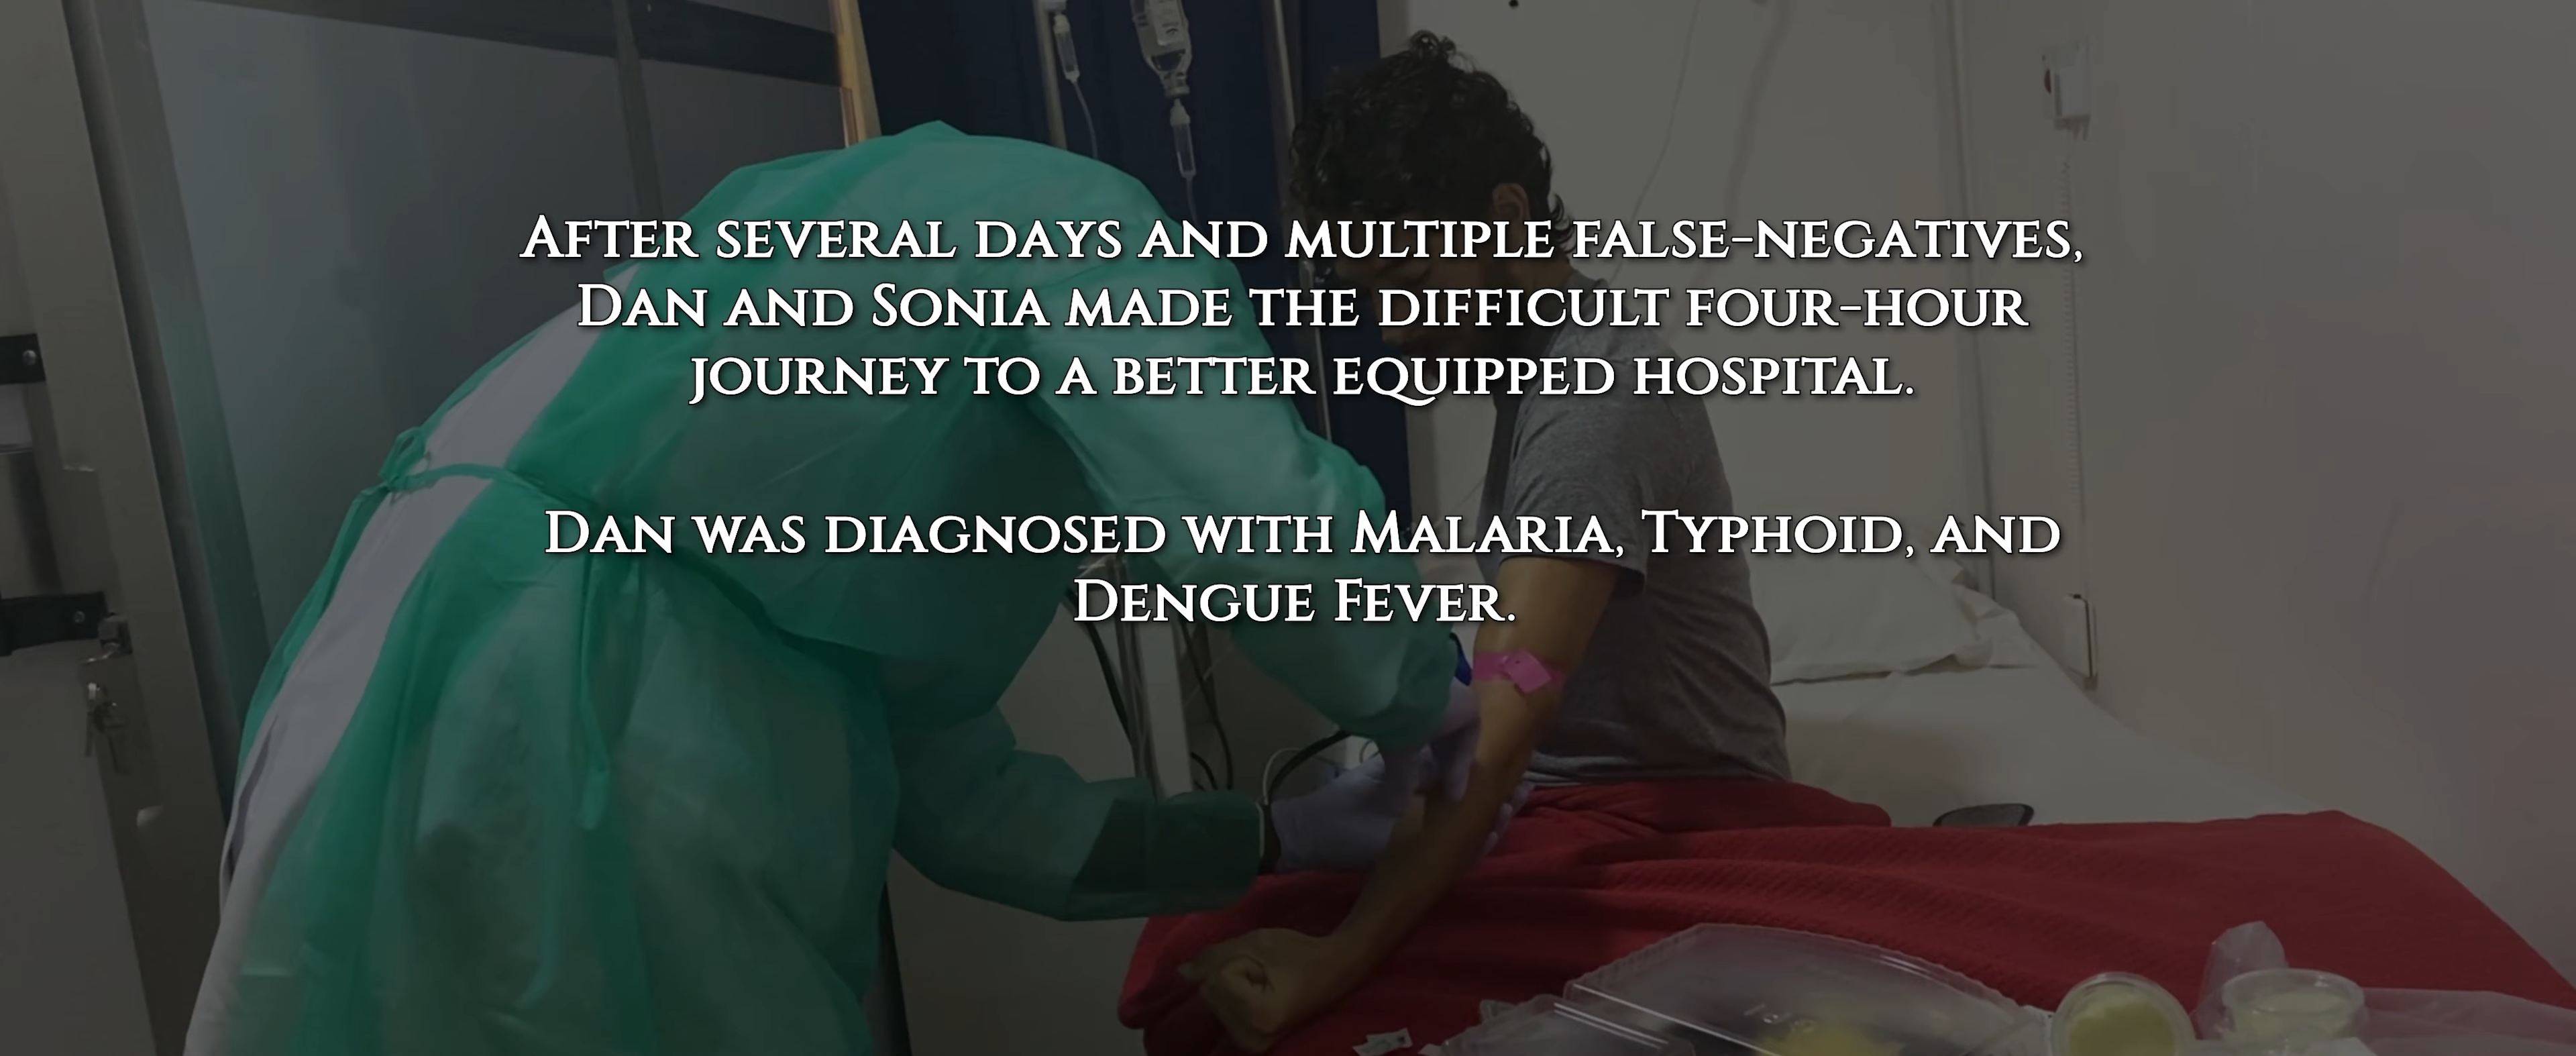 After several days and multiple false-negatives,
Dan and Sonia made the difficult four-hour
journey to a better equipped hospital.
Dan was diagnosed with Malaria, Typhoid, and
Dengue Fever.